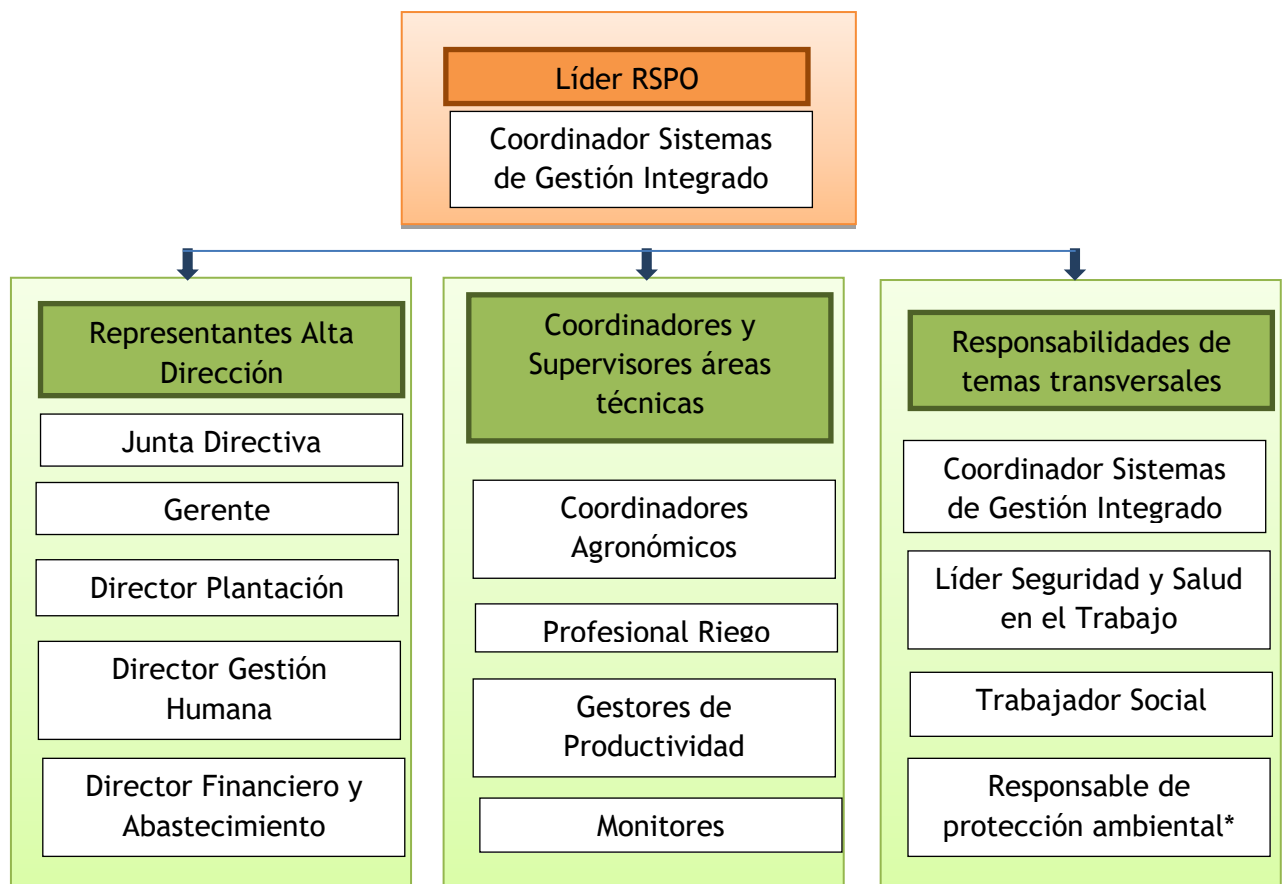 Líder RSPO
Coordinador Sistemas
de Gestión Integrado
Representantes Alta
Dirección
Junta Directiva
Gerente
Director Plantación
Director Gestión
Humana
Director Financiero y
Abastecimiento
Coordinadores y
Supervisores áreas
técnicas
Coordinadores
Agronómicos
Profesional Riego
Gestores de
Productividad
Monitores
Responsabilidades de
temas transversales
Coordinador Sistemas
de Gestión Integrado
Líder Seguridad y Salud
en el Trabajo
Trabajador Social
Responsable de
protección ambiental*